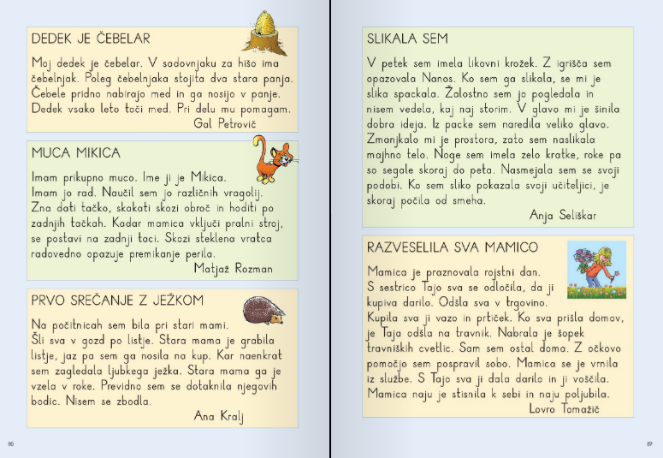 DEDEK JE ČEBELAR
Moj dedek je čebelar. V sadovnjaku za hišo ima
čebelnjak. Poleg čebelnjaka stojita dva stara panja.
Čebele pridno nabirajo med in ga nosijo v panje.
Dedek vsako leto toči med. Pri delu mu pomagam.
Gal Petrovič
MUCA MIKICA
Imam prikupno muco. Ime ji je Mikica.
Imam jo rad. Naučil sem jo različnih vragolij.
Zna dati tačko, skakati skozi obroč in hoditi po
zadnjih tačkah. Kadar mamica vključi pralni stroj,
se postavi na zadnji taci. Skozi steklena vratca
radovedno opazuje premikanje perila.
Matjaž Rozman
PRVO SREČANJE Z JEŽKOM
Na počitnicah sem bila pri stari mami.
Šli sva v gozd po listje. Stara mama je grabila
listje, jaz pa sem ga nosila na kup. Kar naenkrat
sem zagledala ljubkega ježka. Stara mama ga je
vzela v roke. Previdno sem se dotaknila njegovih
bodic. Nisem se zbodla.
Ana Kralj
SLIKALA SEM
V petek sem imela likovni krožek. Z igrišča sem
opazovala Nanos. Ko sem ga slikala, se mi je
slika spackala. Žalostno sem jo pogledala in
nisem vedela, kaj naj storim. V glavo mi je šinila
dobra ideja. Iz packe sem naredila veliko glavo.
Zmanjkalo mi je prostora, zato sem naslikala
majhno telo. Noge sem imela zelo kratke, roke pa
so segale skoraj do peta. Nasmejala sem se svoji
podobi. Ko sem sliko pokazala svoji učiteljici, je
skoraj počila od smeha.
Anja Seliškar
RAZVESELILA SVA MAMICO
Mamica je praznovala rojstni dan.
S sestrico Tajo sva se odločila, da ji
kupiva darilo. Odšla sva v trgovino.
Kupila sva ji vazo in prtiček. Ko sva prišla domov,
je Taja odšla na travnik. Nabrala je šopek
travniških cvetlic. Sam sem ostal doma. Z očkovo
pomočjo sem pospravil sobo. Mamica se je vrnila
iz službe. S Tajo sva ji dala darilo in ji voščila.
Mamica naju je stisnila k sebi in naju poljubila.
Lovro Tomažič